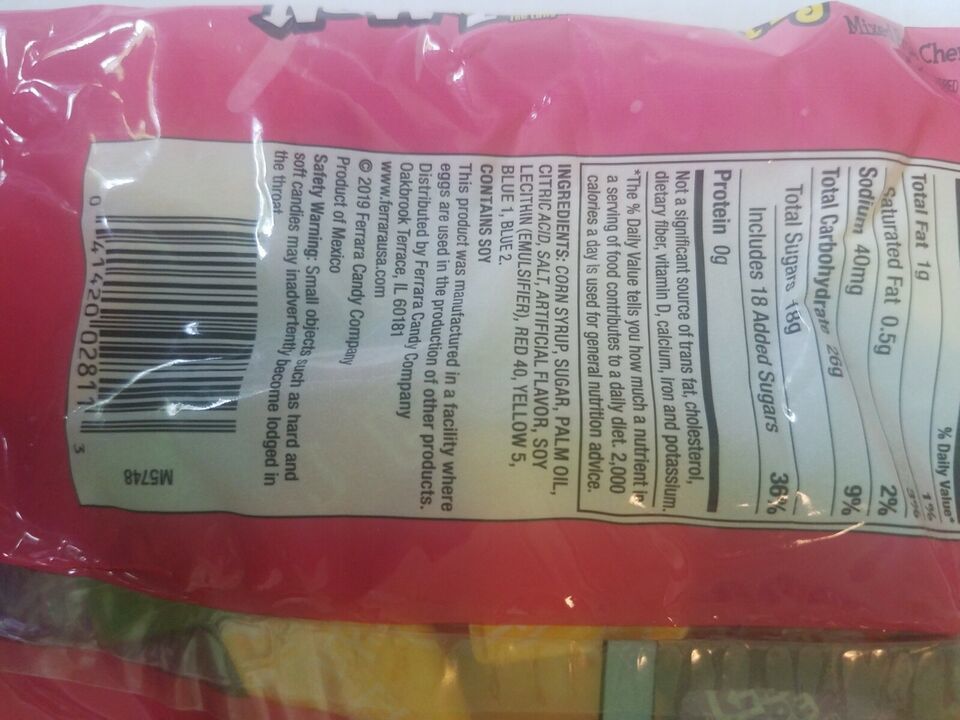 Mixed
Cher
% Daily Value*
Total Fat 1g 1%
Saturated Fat 0.5g 3%
Sodium 40mg 2%
Total Carbohydrate 26g 9%
Total Sugars 18g
Includes 18 Added Sugars 36%
Protein 0g
Not a significant source of trans fat, cholesterol,
dietary fiber, vitamin D, calcium, iron and potassium.
*The % Daily Value tells you how much a nutrient in
a serving of food contributes to a daily diet. 2,000
calories a day is used for general nutrition advice.
INGREDIENTS: CORN SYRUP, SUGAR, PALM OIL,
CITRIC ACID, SALT, ARTIFICIAL FLAVOR, SOY
LECITHIN (EMULSIFIER), RED 40, YELLOW 5,
BLUE 1, BLUE 2.
CONTAINS SOY
This product was manufactured in a facility where
eggs are used in the production of other products.
Distributed by Ferrara Candy Company
Oakbrook Terrace, IL 60181
www.ferrarausa.com
© 2019 Ferrara Candy Company
Product of Mexico
Safety Warning: Small objects such as hard and
soft candies may inadvertently become lodged in
the throat
0 41420 02811 3
M5748